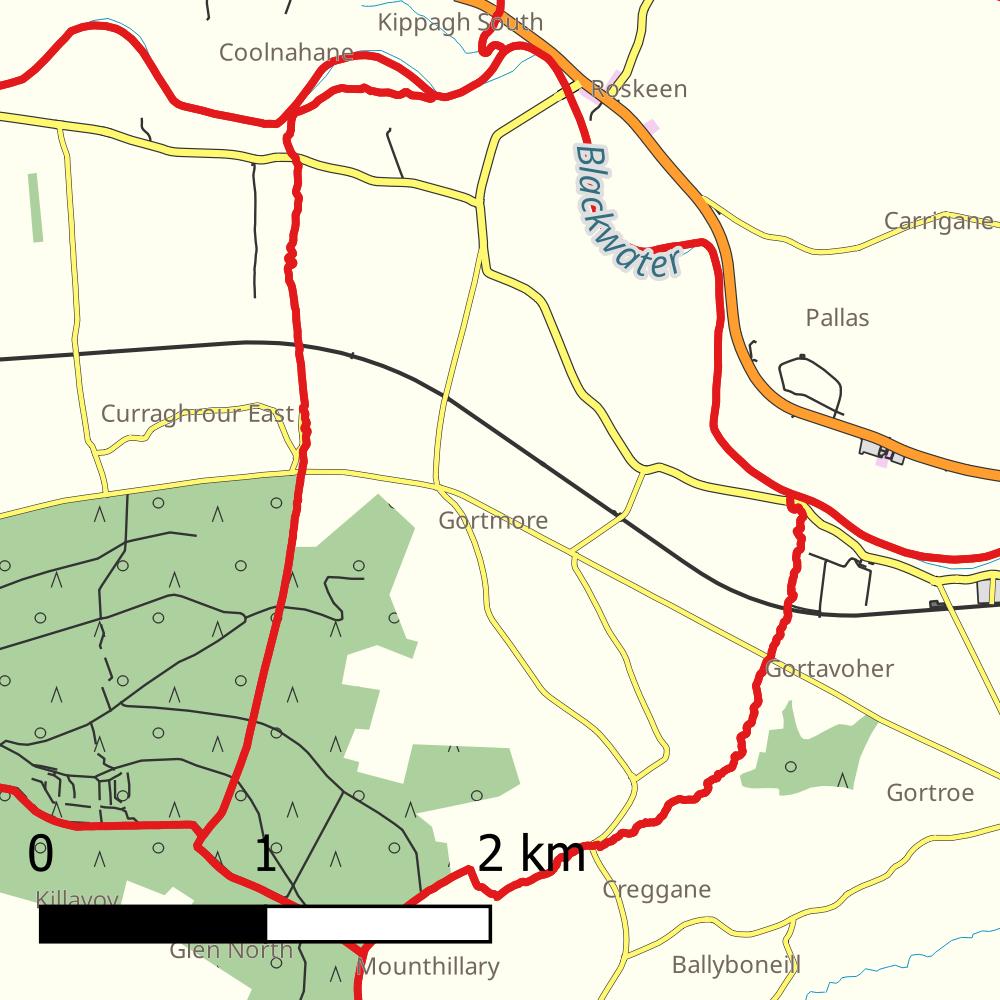 Kippagh South
Coolnahane
Roskeen
Blackwater
Carrigane
Pallas
Curraghrour East
Gortmore
Gortavoher
Gortroe
0 1 2 km
Creggane
Killavoy
Glen North
Mounthillary
Ballyboneill